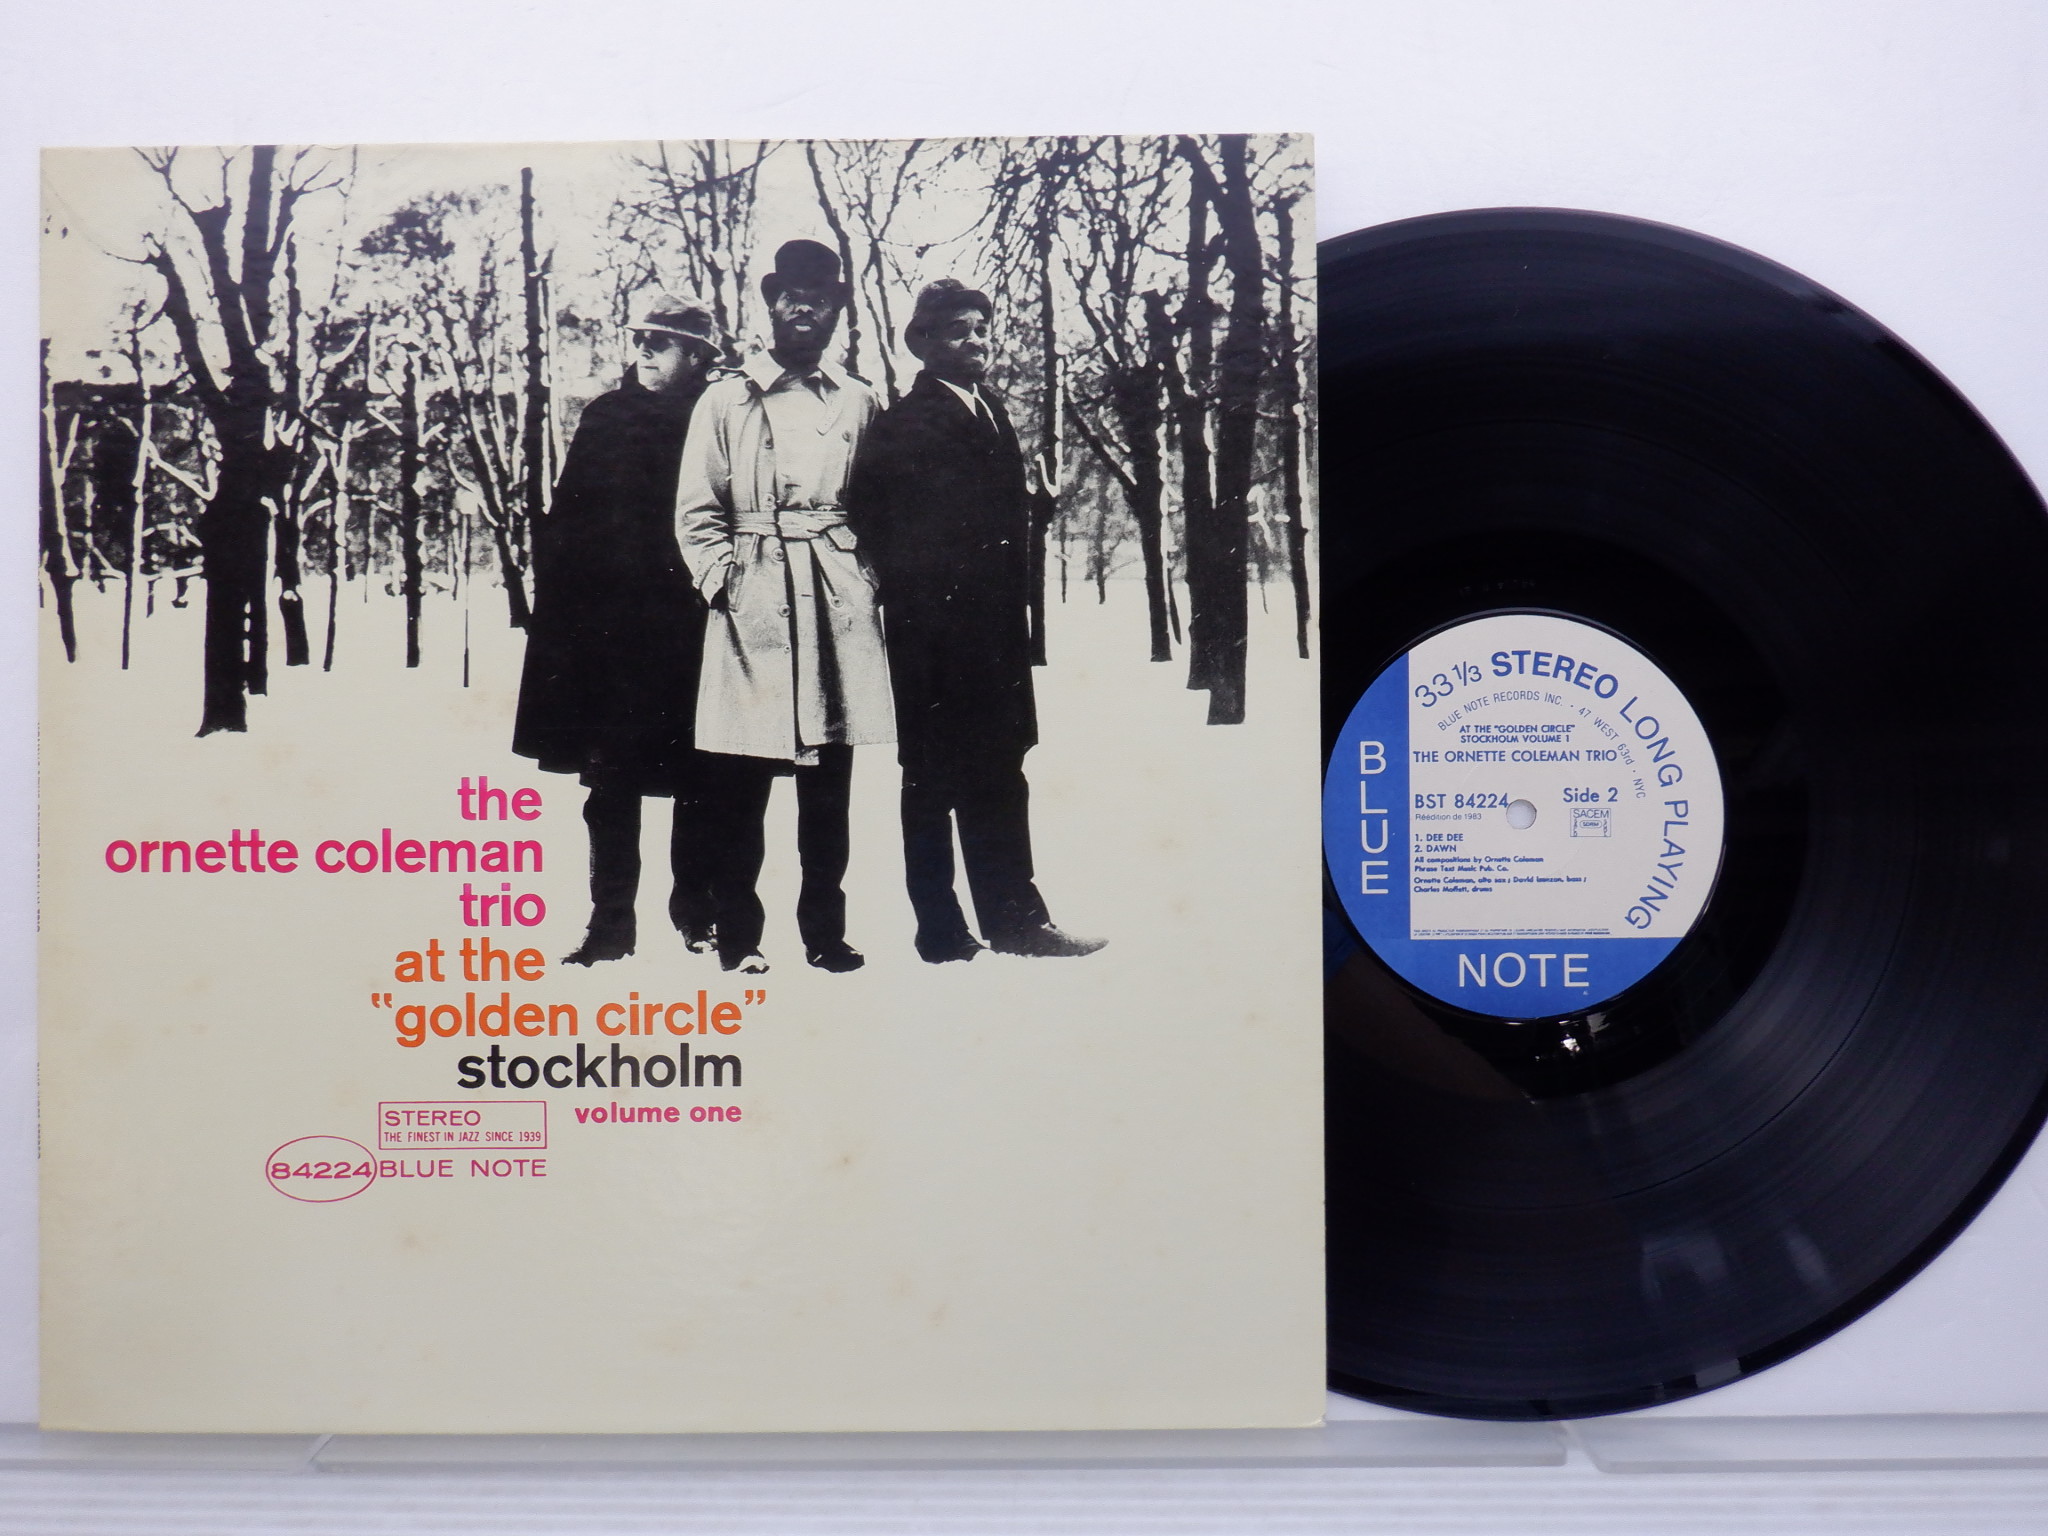 the
ornette coleman
trio
at the
“golden circle”
stockholm
volume one
STEREO
THE FINEST IN JAZZ SINCE 1939
84224 BLUE NOTE
33 1/3 STEREO LONG PLAYING
BLUE NOTE RECORDS INC. · 47 WEST 63rd · NYC
AT THE "GOLDEN CIRCLE"
STOCKHOLM VOLUME 1
THE ORNETTE COLEMAN TRIO
BST 84224
Side 2
Réédition de 1983
SACEM
SDRM
1. DEE DEE
2. DAWN
All compositions by Ornette Coleman
Phrase Text Music Pub. Co.
Ornette Coleman, alto sax ; David Izenzon, bass ;
Charles Moffett, drums
BLUE
NOTE